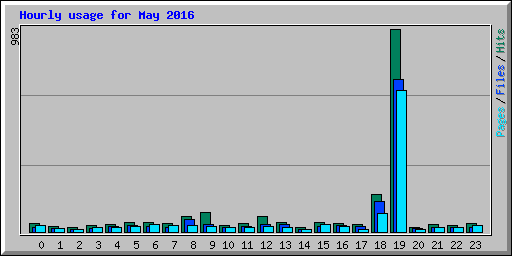 Hourly usage for May 2016
983
Pages/Files/Hits
0 1 2 3 4 5 6 7 8 9 10 11 12 13 14 15 16 17 18 19 20 21 22 23